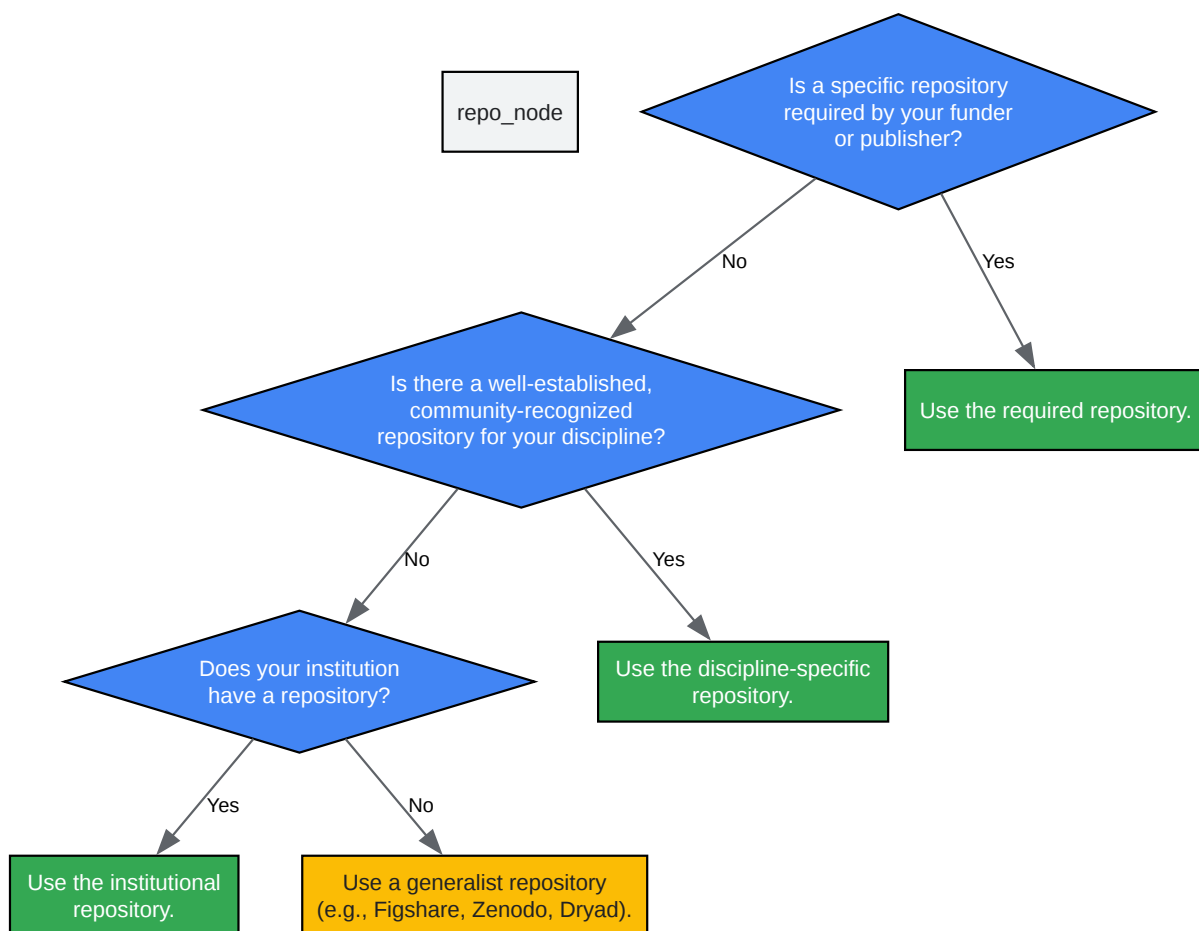 repo_node
Is a specific repository
required by your funder
or publisher?
No
Yes
Is there a well-established,
community-recognized
repository for your discipline?
Use the required repository.
No
Yes
Does your institution
have a repository?
Use the discipline-specific
repository.
Yes
No
Use the institutional
repository.
Use a generalist repository
(e.g., Figshare, Zenodo, Dryad).